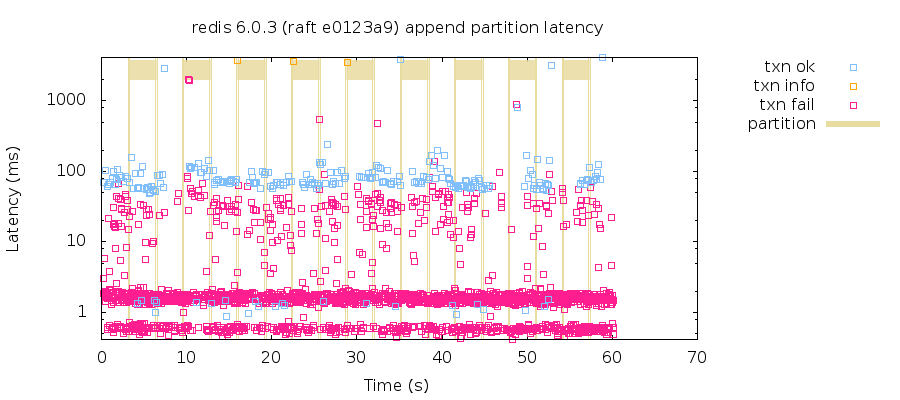 redis 6.0.3 (raft e0123a9) append partition latency
txn ok
txn info
txn fail
partition
Latency (ms)
1000
100
10
1
0 10 20 30 40 50 60 70
Time (s)